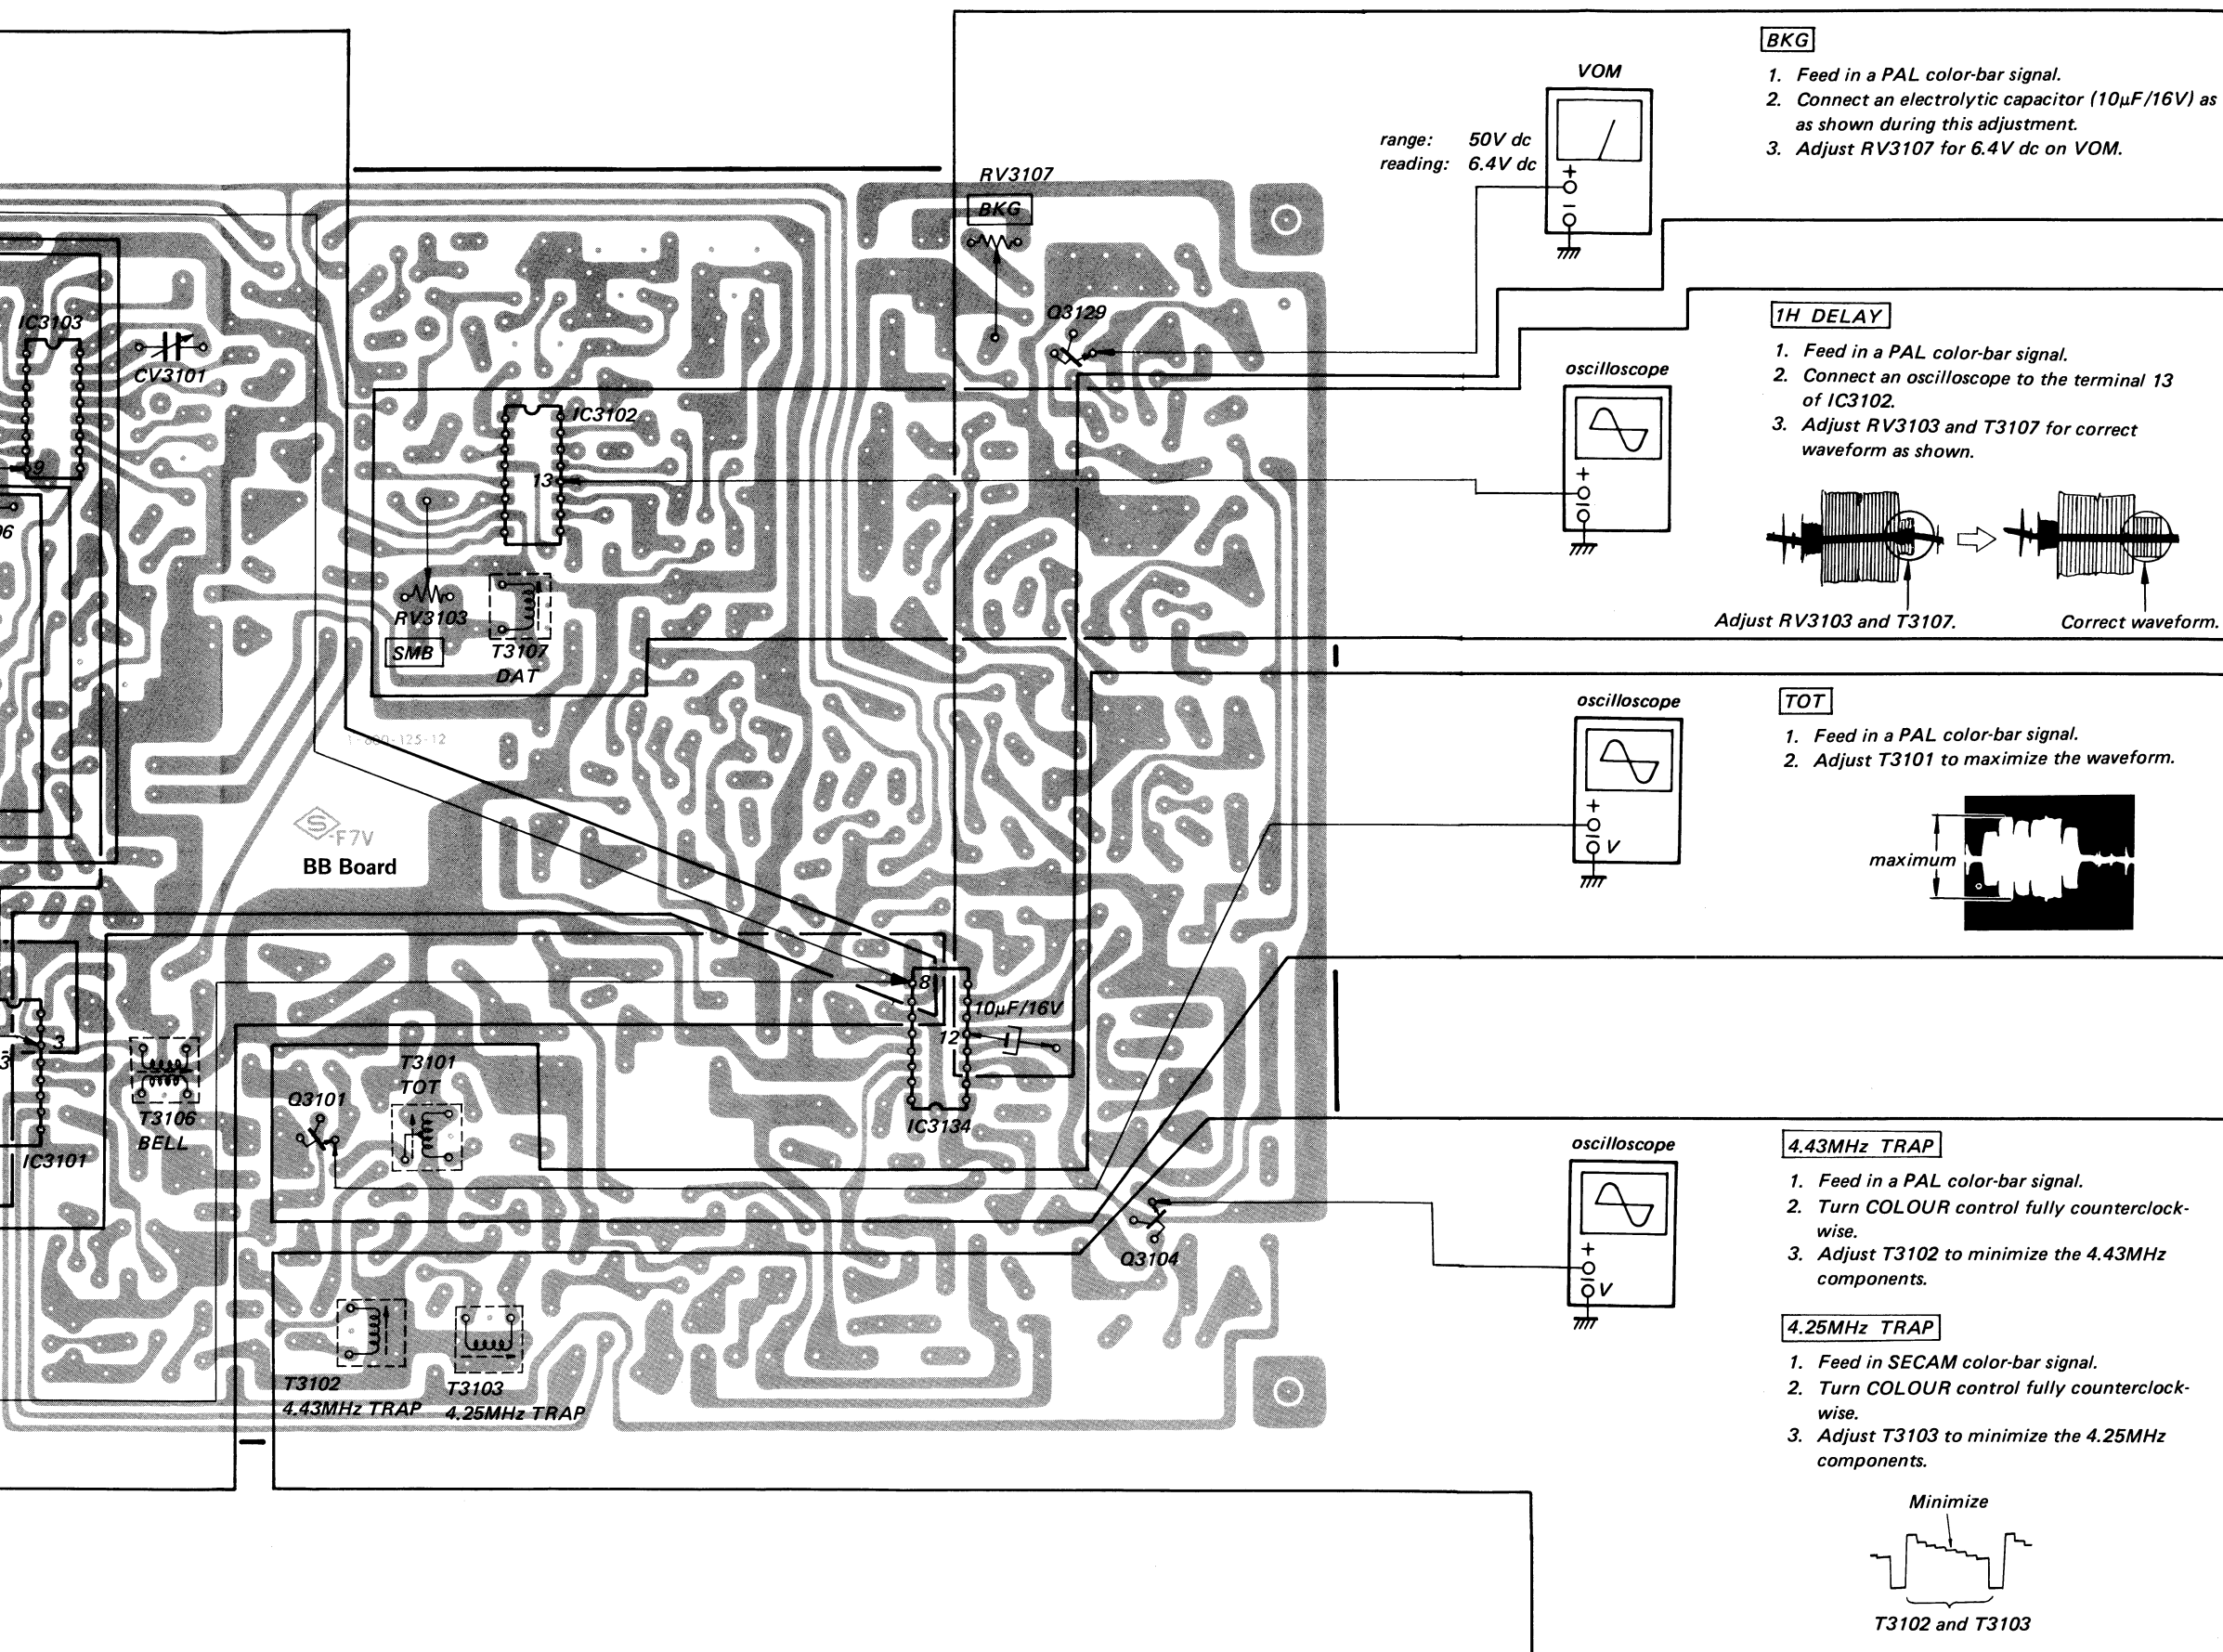 BKG
1. Feed in a PAL color-bar signal.
2. Connect an electrolytic capacitor (10μF/16V) as
as shown during this adjustment.
3. Adjust RV3107 for 6.4V dc on VOM.
VOM
range: 50V dc
reading: 6.4V dc
+
−
RV3107
BKG
Q3129
IC3103
CV3101
9
IC3102
13
1H DELAY
1. Feed in a PAL color-bar signal.
2. Connect an oscilloscope to the terminal 13
of IC3102.
3. Adjust RV3103 and T3107 for correct
waveform as shown.
oscilloscope
+
−
Adjust RV3103 and T3107.
Correct waveform.
RV3103
SMB
T3107
DAT
TOT
1. Feed in a PAL color-bar signal.
2. Adjust T3101 to maximize the waveform.
oscilloscope
+
−
V
maximum
-125-12
S
-F7V
BB Board
8
10μF/16V
12
IC3134
3
T3106
BELL
IC3101
T3101
TOT
Q3101
Q3104
oscilloscope
+
−
V
4.43MHz TRAP
1. Feed in a PAL color-bar signal.
2. Turn COLOUR control fully counterclock-
wise.
3. Adjust T3102 to minimize the 4.43MHz
components.
4.25MHz TRAP
1. Feed in SECAM color-bar signal.
2. Turn COLOUR control fully counterclock-
wise.
3. Adjust T3103 to minimize the 4.25MHz
components.
T3102
4.43MHz TRAP
T3103
4.25MHz TRAP
Minimize
T3102 and T3103